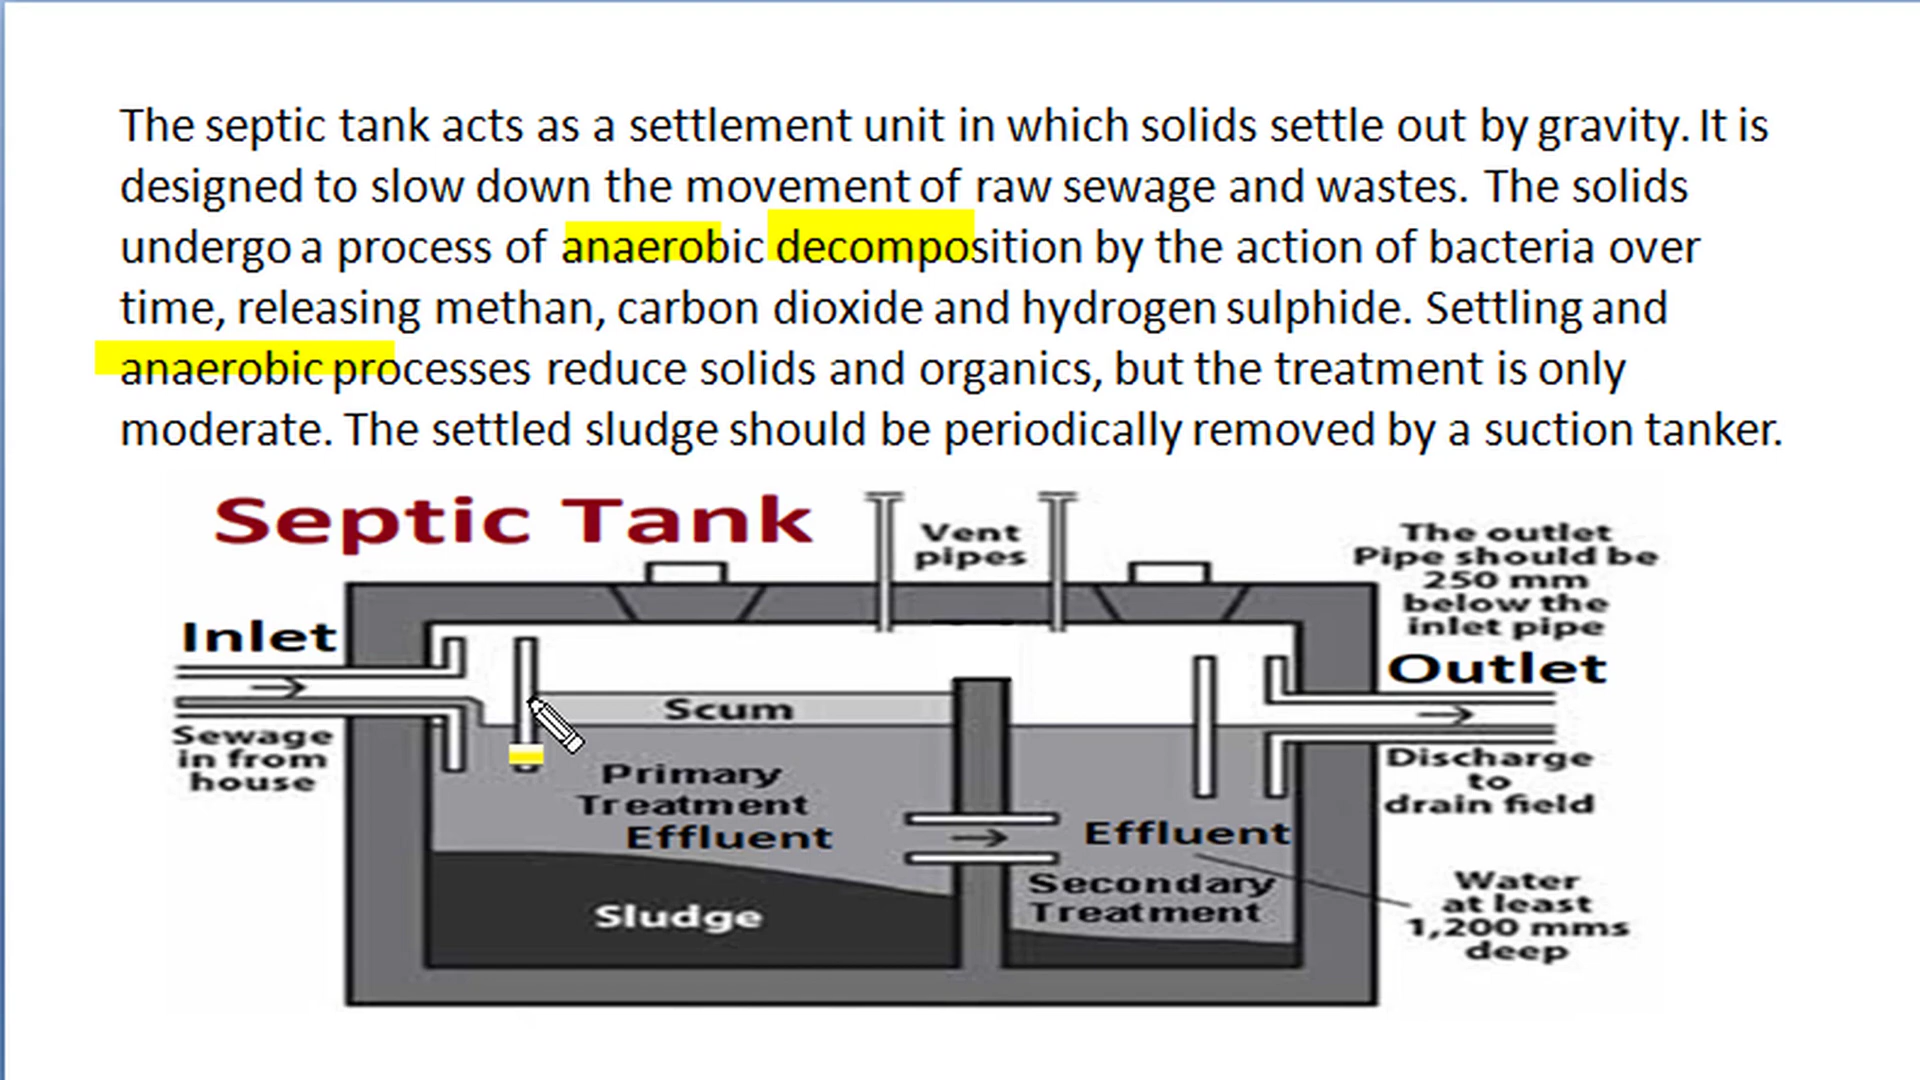 The septic tank acts as a settlement unit in which solids settle out by gravity. It is
designed to slow down the movement of raw sewage and wastes. The solids
undergo a process of anaerobic decomposition by the action of bacteria over
time, releasing methan, carbon dioxide and hydrogen sulphide. Settling and
anaerobic processes reduce solids and organics, but the treatment is only
moderate. The settled sludge should be periodically removed by a suction tanker.
Septic Tank
Vent
pipes
The outlet
Pipe should be
250 mm
below the
inlet pipe
Inlet
Outlet
Scum
Sewage
in from
house
Discharge
to
drain field
Primary
Treatment
Effluent
Effluent
Secondary
Treatment
Sludge
Water
at least
1,200 mms
deep